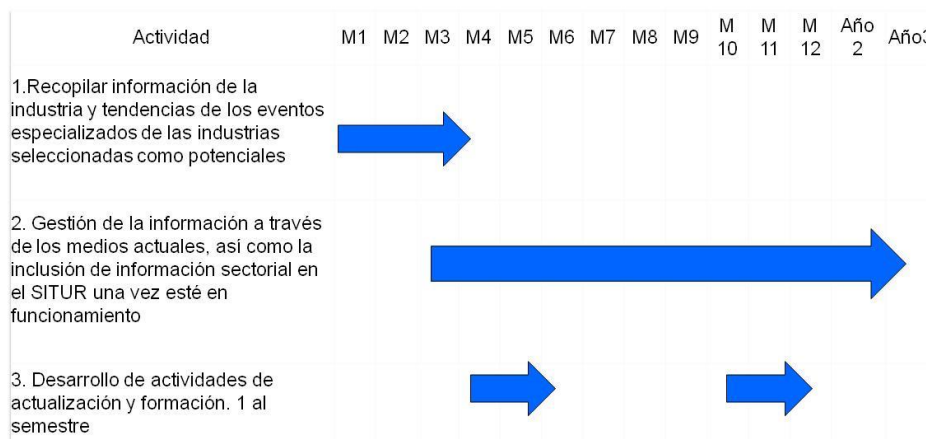 Actividad M1 M2 M3 M4 M5 M6 M7 M8 M9 M 10 M 11 M 12 Año 2 Año3
1.Recopilar información de la
industria y tendencias de los eventos
especializados de las industrias
seleccionadas como potenciales
2. Gestión de la información a través
de los medios actuales, así como la
inclusión de información sectorial en
el SITUR una vez esté en
funcionamiento
3. Desarrollo de actividades de
actualización y formación. 1 al
semestre